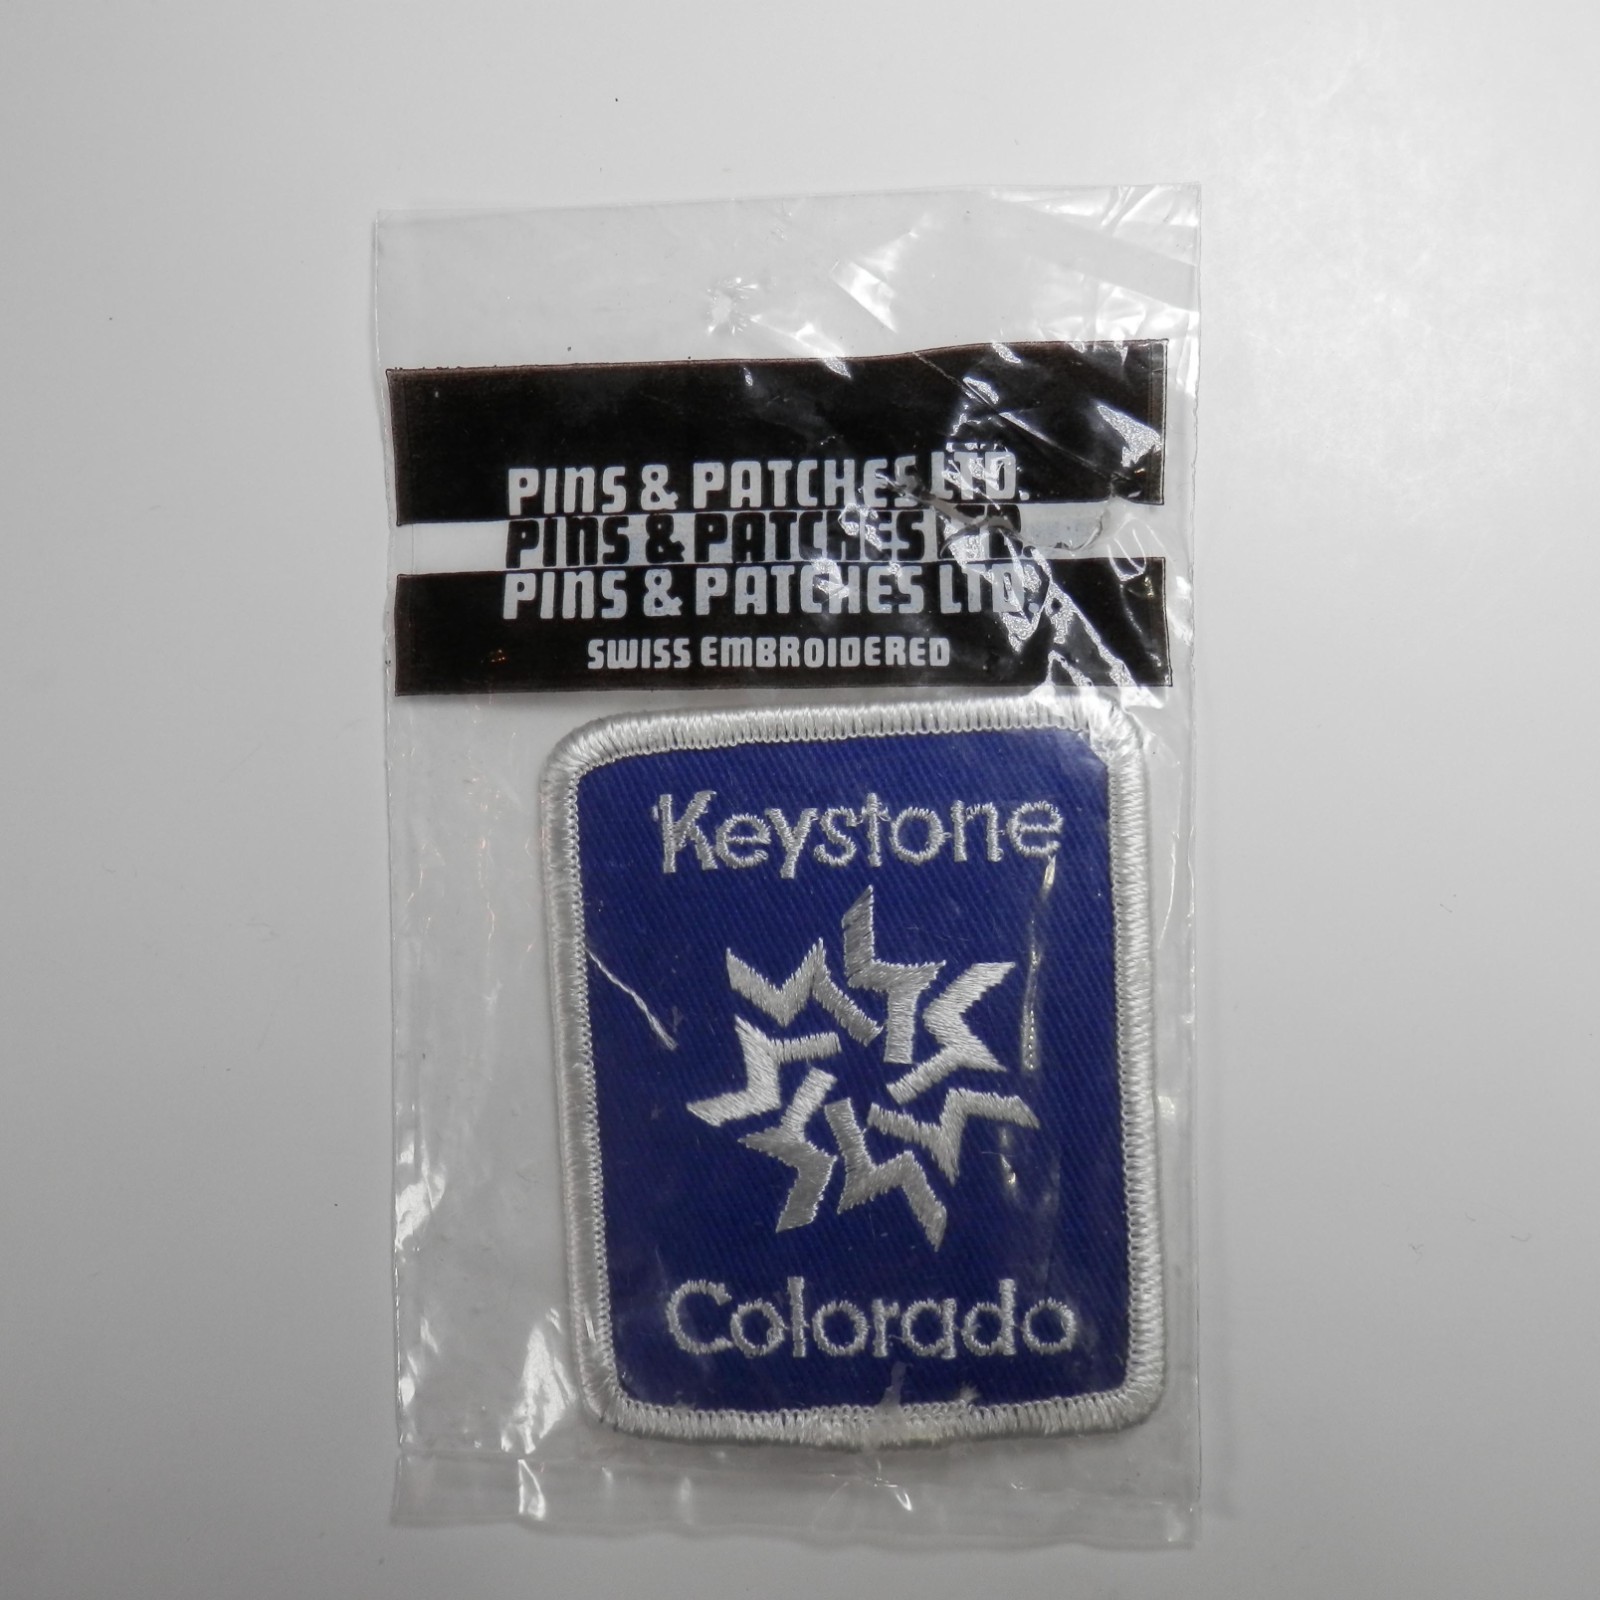 PINS & PATCHES LTD.
PINS & PATCHES LTD.
PINS & PATCHES LTD.
SWISS EMBROIDERED
Keystone
Colorado